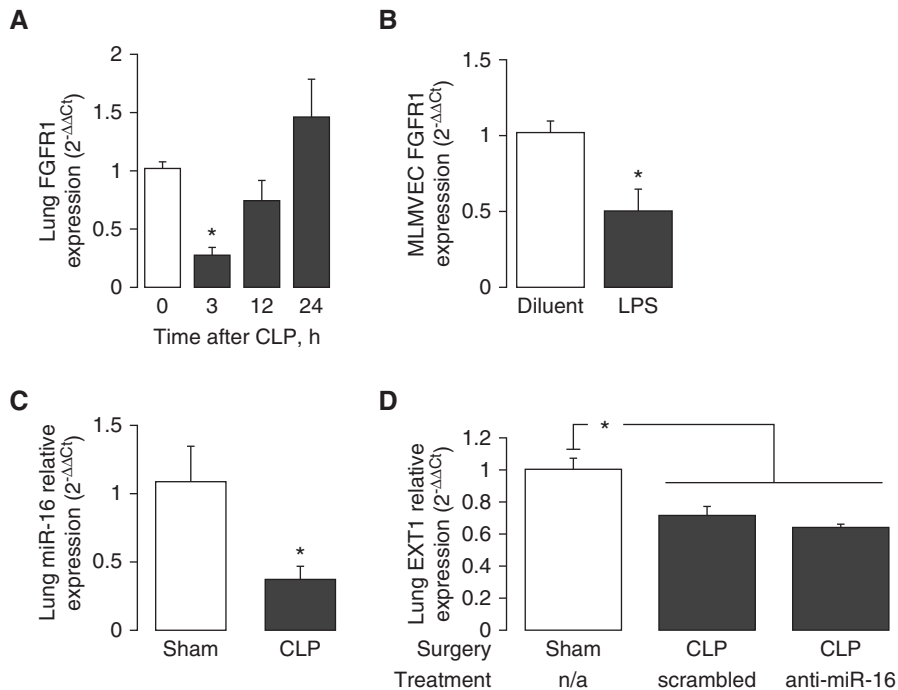 A
Lung FGFR1
expression (2-ΔΔCt)
2
1.5
1
0.5
0
*
0 3 12 24
Time after CLP, h
B
MLMVEC FGFR1
expresssion (2-ΔΔCt)
1.5
1
0.5
0
*
Diluent LPS
C
Lung miR-16 relative
expression (2-ΔΔCt)
1.5
1
0.5
0
*
Sham CLP
D
Lung EXT1 relative
expression (2-ΔΔCt)
1.2
1
0.8
0.6
0.4
0.2
0
*
Surgery Sham CLP CLP
Treatment n/a scrambled anti-miR-16